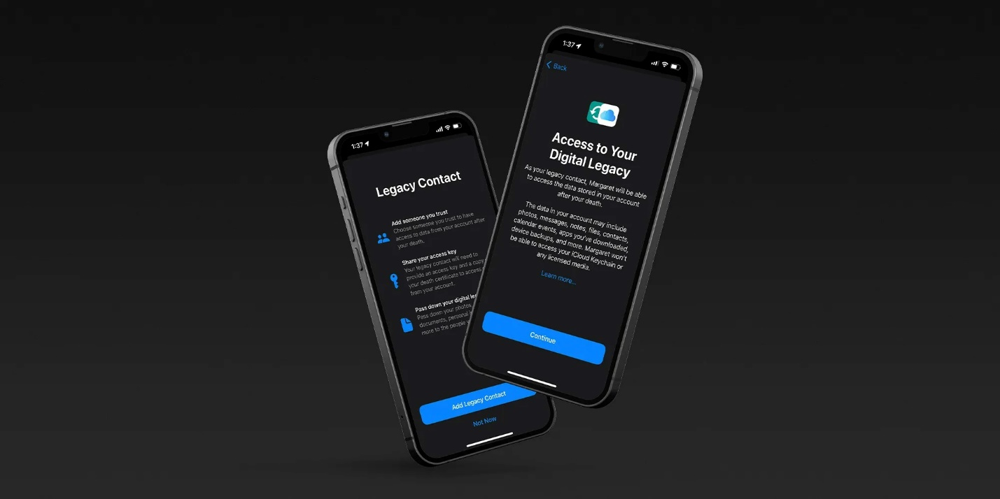 1:37
Legacy Contact
Add someone you trust
Choose someone you trust to have
access to data from your account after
your death.
Share your access key
Your legacy contact will need to
provide an access key and a copy
your death certificate to access
from your account.
Pass down your digital
Pass down your photos,
documents, personal
more to the people
Add Legacy Contact
Not Now
1:37
Back
Access to Your
Digital Legacy
As your legacy contact, Margaret will be able
to access the data stored in your account
after your death.
The data in your account may include
photos, messages, notes, files, contacts,
calendar events, apps you've downloaded,
device backups, and more. Margaret won't
be able to access your iCloud Keychain or
any licensed media.
Learn more...
Continue